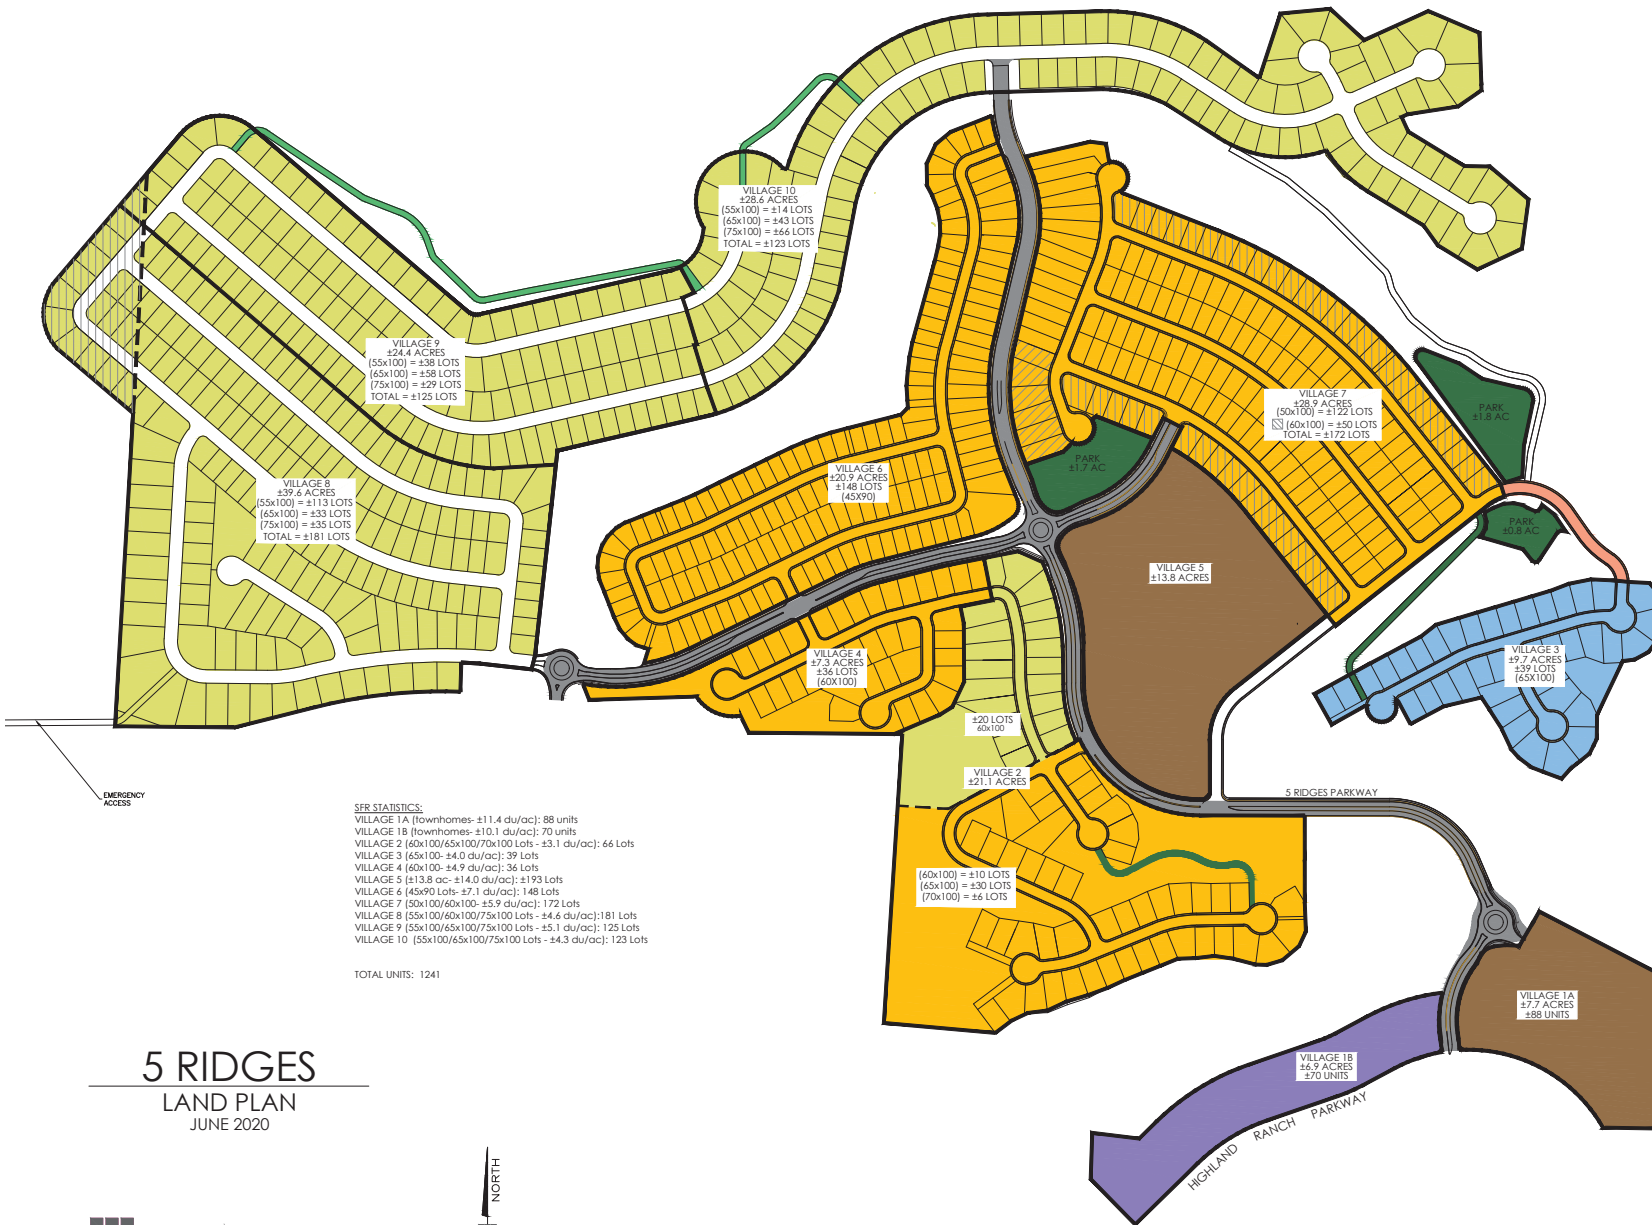 VILLAGE 10
±28.6 ACRES
(55x100) = ±14 LOTS
(65x100) = ±43 LOTS
(75x100) = ±66 LOTS
TOTAL = ±123 LOTS
VILLAGE 9
±24.4 ACRES
(55x100) = ±38 LOTS
(65x100) = ±58 LOTS
(75x100) = ±29 LOTS
TOTAL = ±125 LOTS
VILLAGE 7
±28.9 ACRES
(50x100) = ±122 LOTS
(60x100) = ±50 LOTS
TOTAL = ±172 LOTS
PARK
±1.8 AC
PARK
±1.7 AC
VILLAGE 6
±20.9 ACRES
±148 LOTS
(45X90)
VILLAGE 8
±39.6 ACRES
(55x100) = ±113 LOTS
(65x100) = ±33 LOTS
(75x100) = ±35 LOTS
TOTAL = ±181 LOTS
PARK
±0.8 AC
VILLAGE 5
±13.8 ACRES
VILLAGE 4
±7.3 ACRES
±36 LOTS
(60X100)
VILLAGE 3
±9.7 ACRES
±39 LOTS
(65X100)
±20 LOTS
60x100
VILLAGE 2
±21.1 ACRES
5 RIDGES PARKWAY
EMERGENCY
ACCESS
(60x100) = ±10 LOTS
(65x100) = ±30 LOTS
(70x100) = ±6 LOTS
SFR STATISTICS:
VILLAGE 1A (townhomes- ±11.4 du/ac): 88 units
VILLAGE 1B (townhomes- ±10.1 du/ac): 70 units
VILLAGE 2 (60x100/65x100/70x100 Lots - ±3.1 du/ac): 66 Lots
VILLAGE 3 (65x100- ±4.0 du/ac): 39 Lots
VILLAGE 4 (60x100- ±4.9 du/ac): 36 Lots
VILLAGE 5 (±13.8 ac- ±14.0 du/ac): ±193 Lots
VILLAGE 6 (45x90 Lots- ±7.1 du/ac): 148 Lots
VILLAGE 7 (50x100/60x100- ±5.9 du/ac): 172 Lots
VILLAGE 8 (55x100/60x100/75x100 Lots - ±4.6 du/ac):181 Lots
VILLAGE 9 (55x100/65x100/75x100 Lots - ±5.1 du/ac): 125 Lots
VILLAGE 10 (55x100/65x100/75x100 Lots - ±4.3 du/ac): 123 Lots
TOTAL UNITS: 1241
VILLAGE 1A
±7.7 ACRES
±88 UNITS
VILLAGE 1B
±6.9 ACRES
±70 UNITS
HIGHLAND RANCH PARKWAY
5 RIDGES
LAND PLAN
JUNE 2020
NORTH